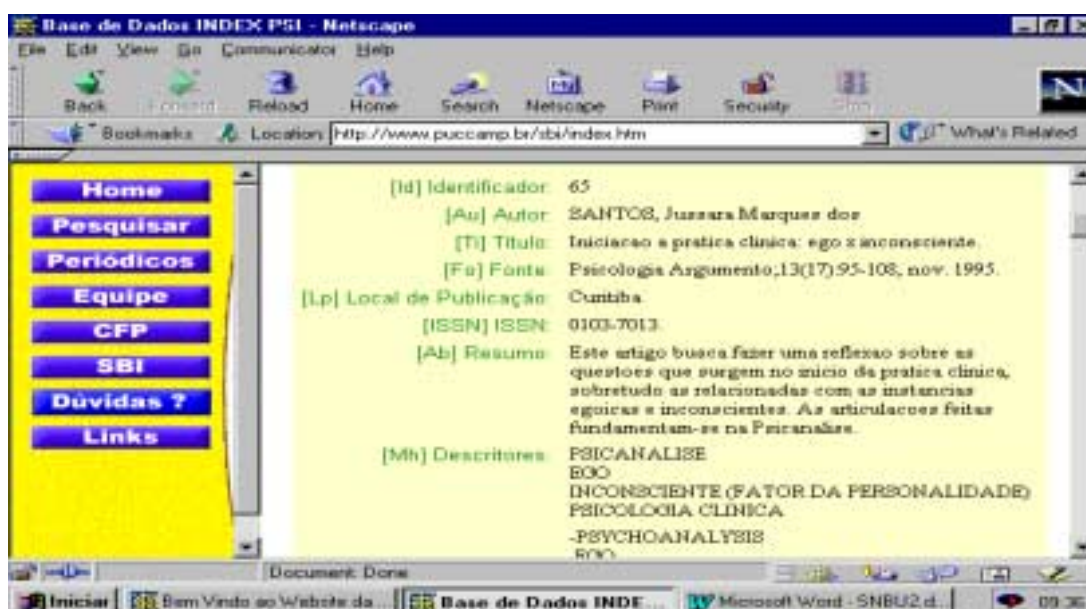 Base de Dados INDEX PSI - Netscape
File Edit View Go Communicator Help
Back Forward Reload Home Search Netscape Print Security Stop
Bookmarks Location: http://www.puccamp.br/sbi/index.htm What's Related
Home
Pesquisar
Periódicos
Equipe
CFP
SBI
Dúvidas ?
Links
[Id] Identificador: 65
[Au] Autor: SANTOS, Jussara Marques dos
[Ti] Título: Iniciacao a pratica clinica: ego x inconsciente.
[Fo] Fonte: Psicologia Argumento;13(17):95-108, nov. 1995.
[Lp] Local de Publicação: Curitiba.
[ISSN] ISSN: 0103-7013.
[Ab] Resumo: Este artigo busca fazer uma reflexao sobre as
questoes que surgem no inicio da pratica clinica,
sobretudo as relacionadas com as instancias
egoicas e inconscientes. As articulacoes feitas
fundamentam-se na Psicanalise.
[Mh] Descritores: PSICANALISE
EGO
INCONSCIENTE (FATOR DA PERSONALIDADE)
PSICOLOGIA CLINICA
-PSYCHOANALYSIS
EGO
Document: Done
Iniciar Bem Vindo ao Website da... Base de Dados INDE... Microsoft Word - SNBU2.d...